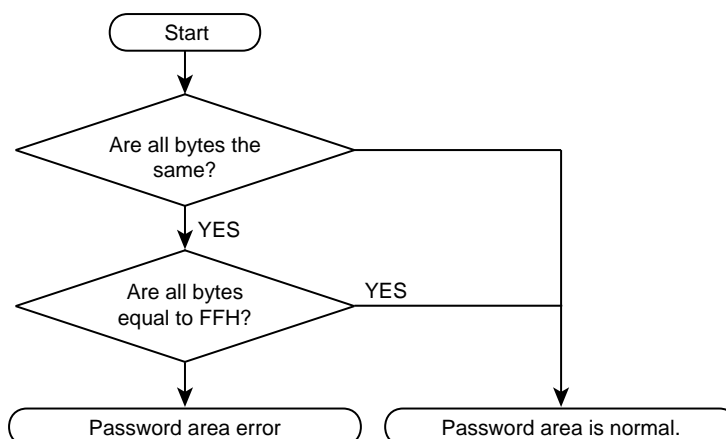 Start
Are all bytes the
same?
YES
Are all bytes
equal to FFH?
YES
Password area error
Password area is normal.